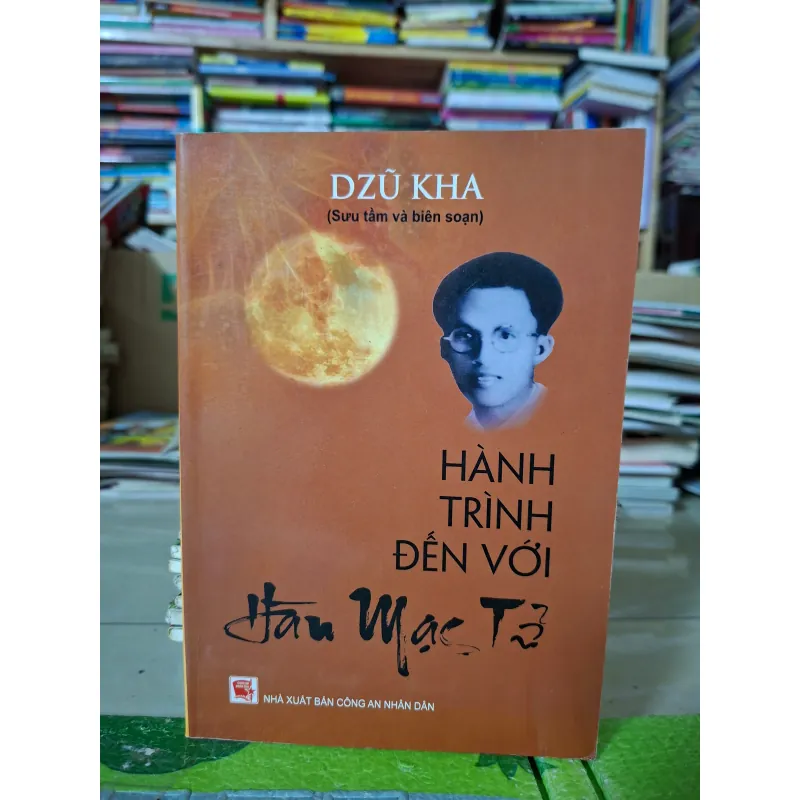 DZŨ KHA
(Sưu tầm và biên soạn)
HÀNH
TRÌNH
ĐẾN VỚI
Hàn Mạc Tử
NHÀ XUẤT BẢN CÔNG AN NHÂN DÂN